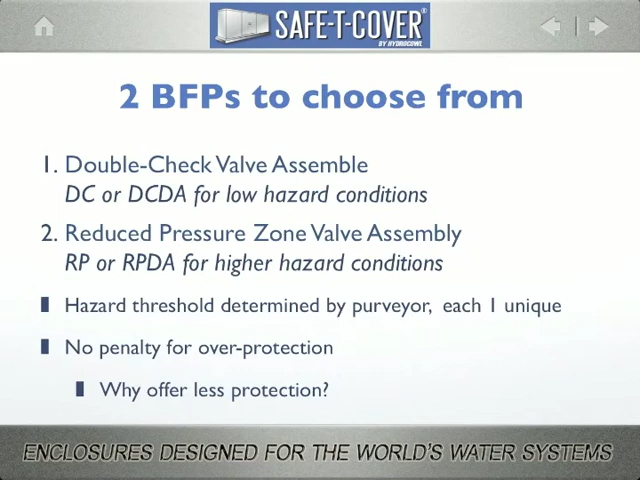 SAFE-T-COVER®
BY HYDROCOWL
2 BFPs to choose from
1. Double-Check Valve Assemble
DC or DCDA for low hazard conditions
2. Reduced Pressure Zone Valve Assembly
RP or RPDA for higher hazard conditions
Hazard threshold determined by purveyor, each 1 unique
No penalty for over-protection
Why offer less protection?
ENCLOSURES DESIGNED FOR THE WORLD'S WATER SYSTEMS